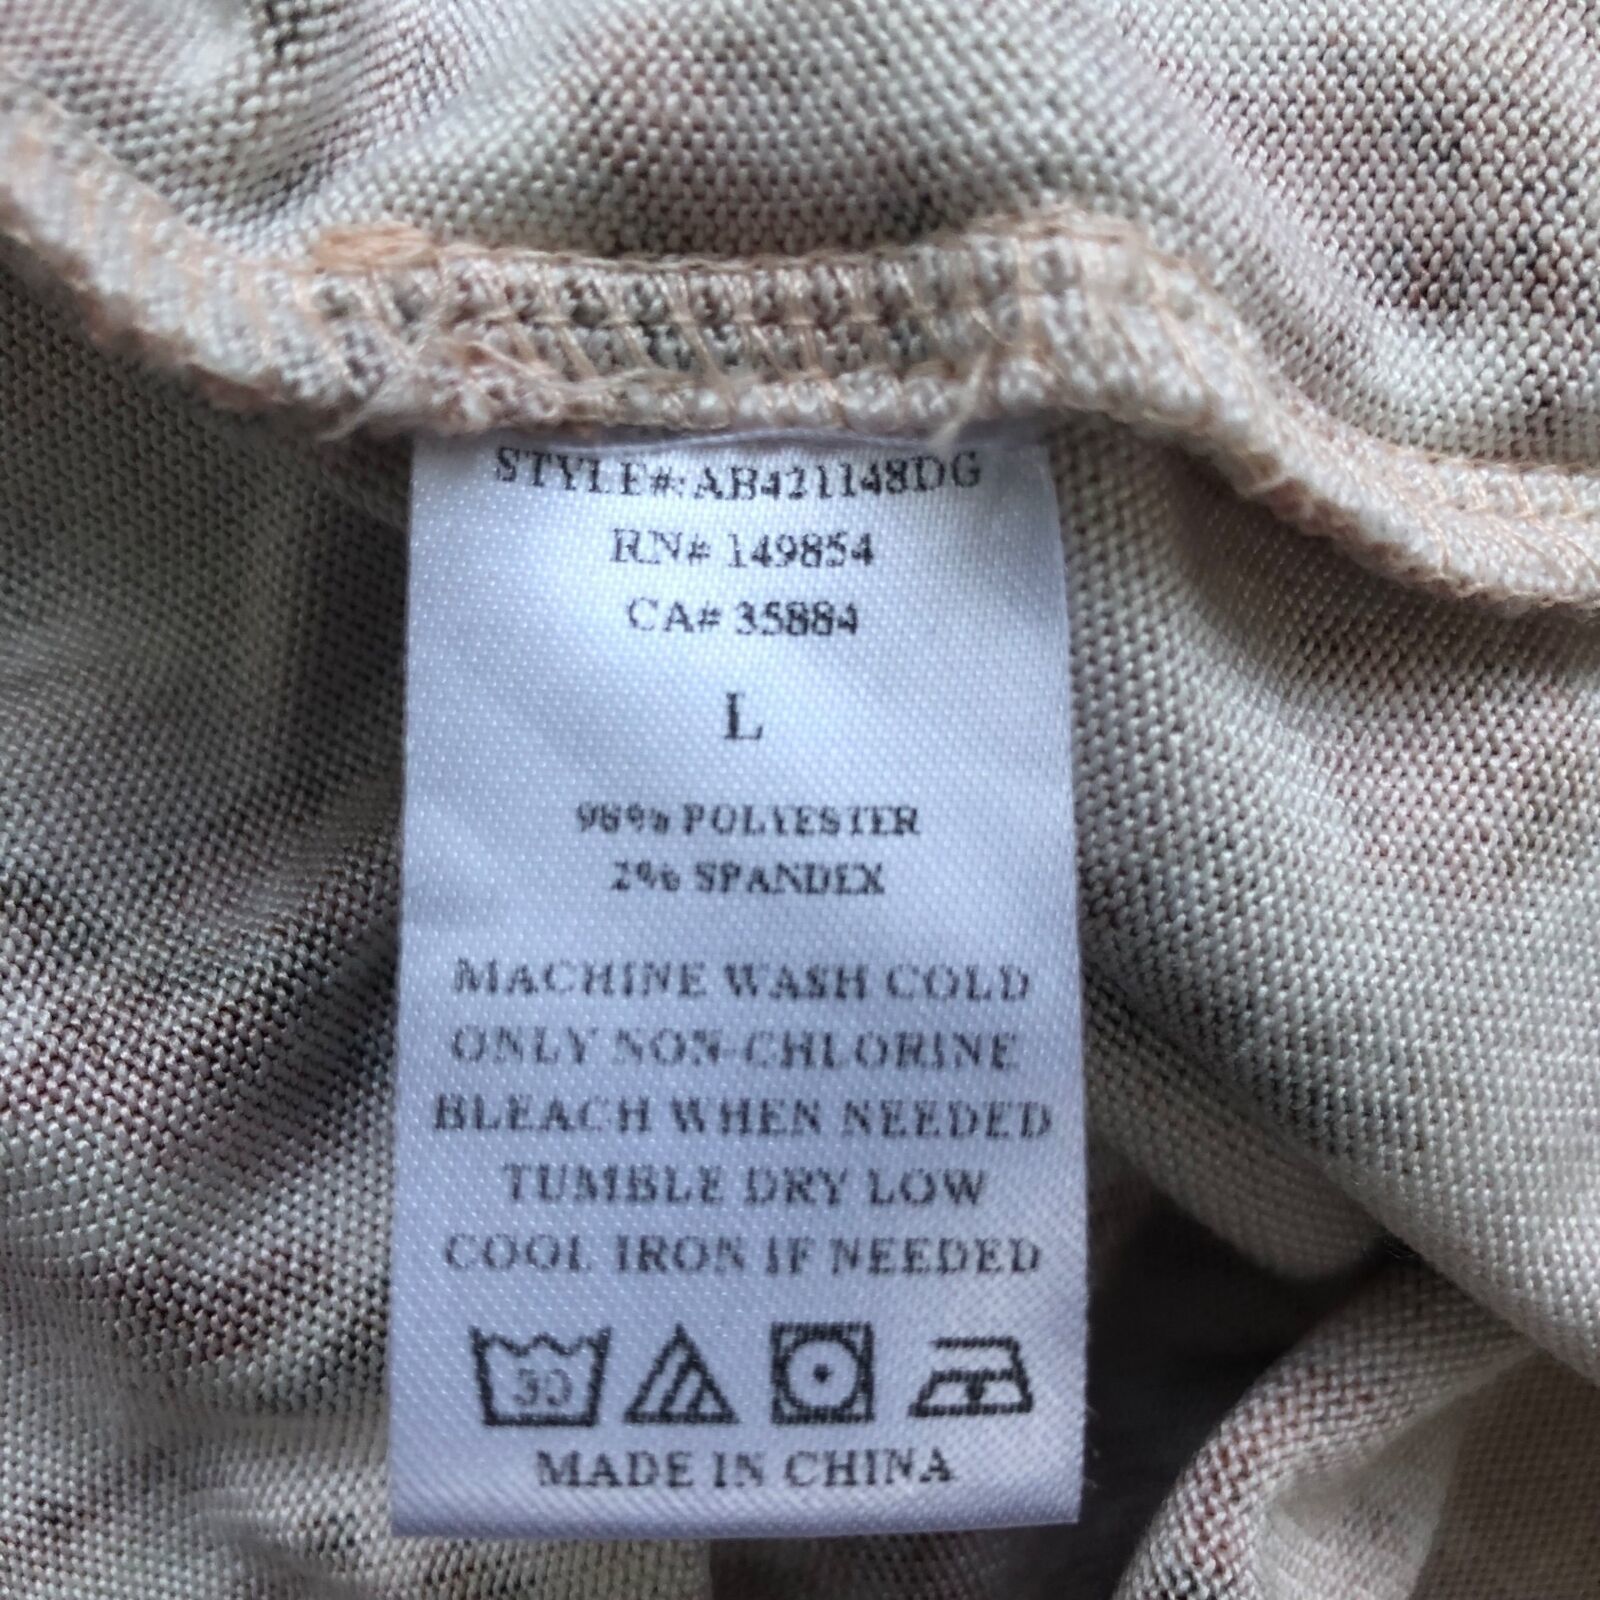 STYLE#:AB421148DG
RN# 149854
CA# 35884
L
98% POLYESTER
2% SPANDEX
MACHINE WASH COLD
ONLY NON-CHLORINE
BLEACH WHEN NEEDED
TUMBLE DRY LOW
COOL IRON IF NEEDED
30
MADE IN CHINA